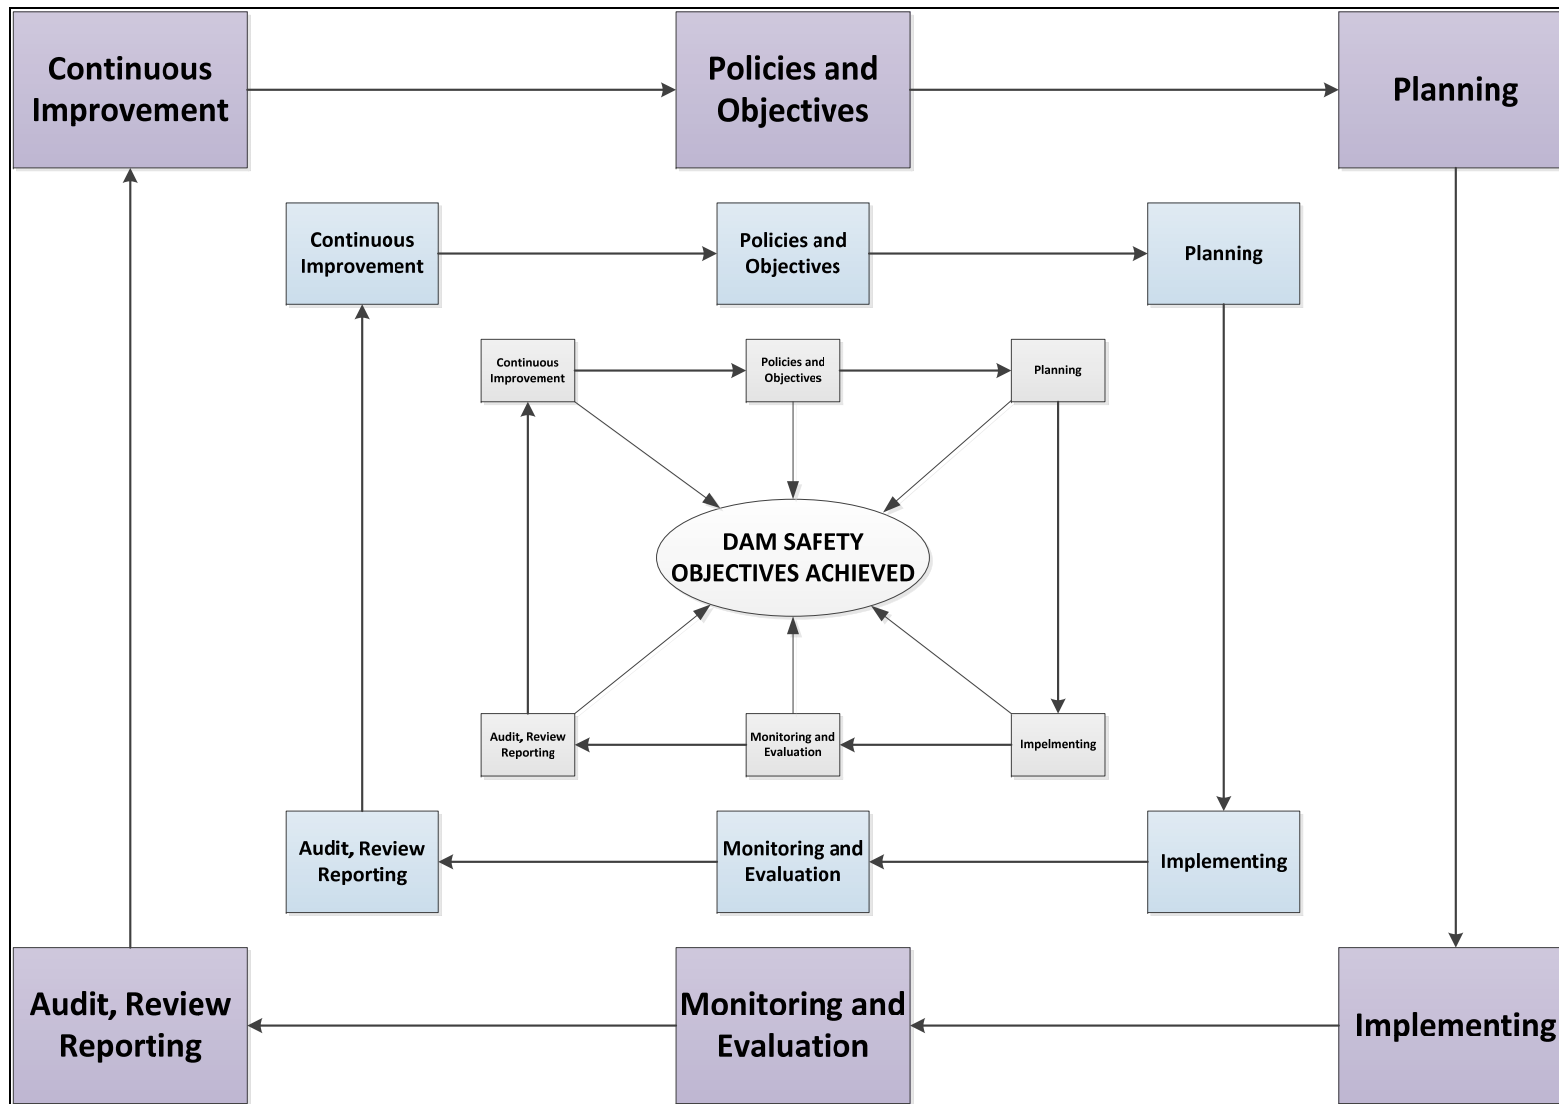 Continuous
Improvement
Policies and
Objectives
Planning
Continuous
Improvement
Policies and
Objectives
Planning
Continuous
Improvement
Policies and
Objectives
Planning
DAM SAFETY
OBJECTIVES ACHIEVED
Audit, Review
Reporting
Monitoring and
Evaluation
Impelmenting
Audit, Review
Reporting
Monitoring and
Evaluation
Implementing
Audit, Review
Reporting
Monitoring and
Evaluation
Implementing